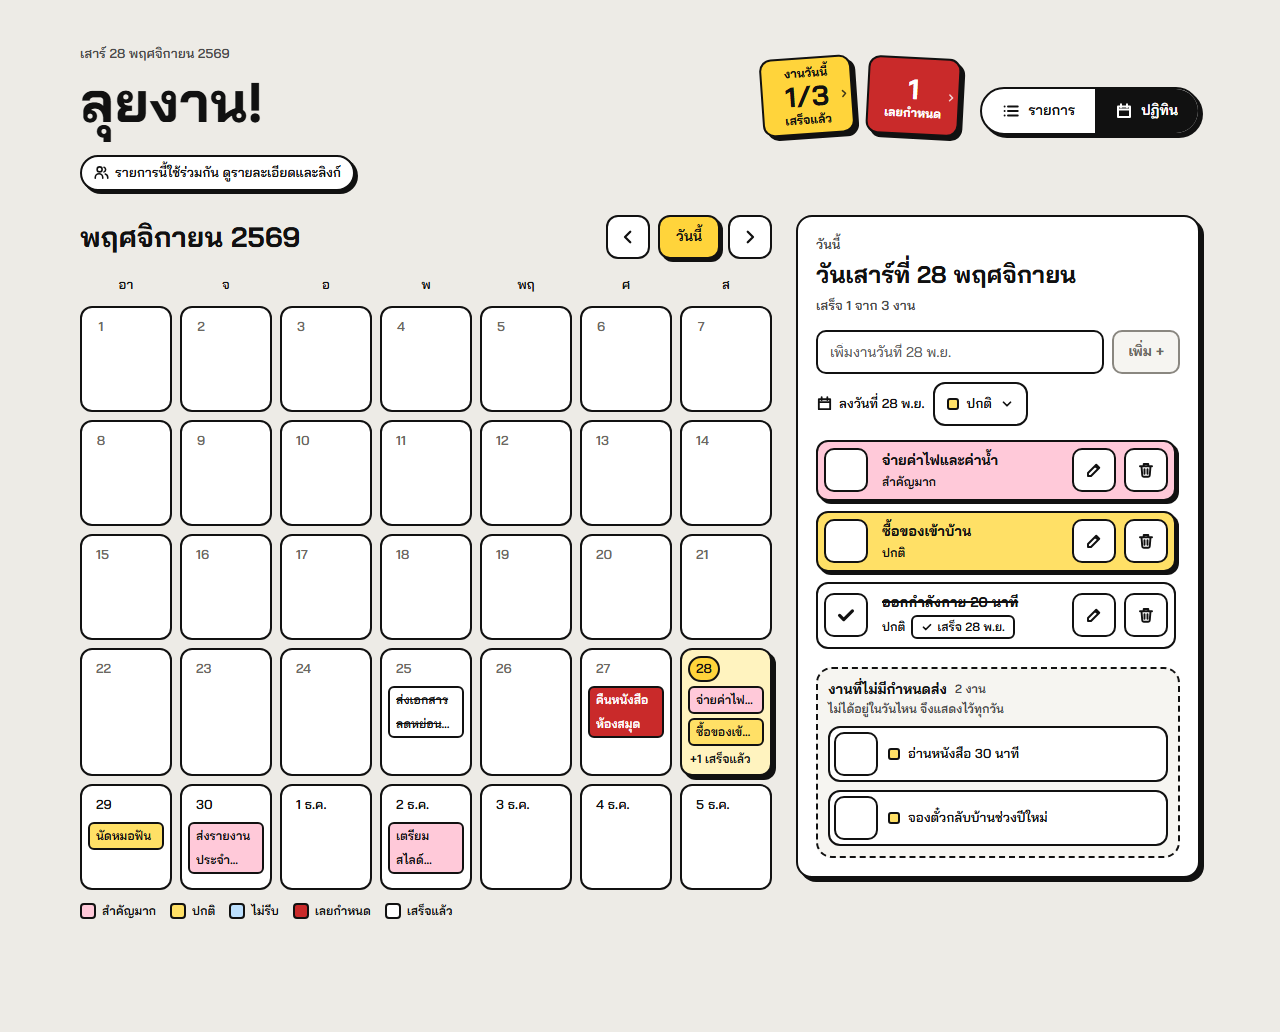 เสาร์ 28 พฤศจิกายน 2569
ลุยงาน!
งานวันนี้
1/3
เสร็จแล้ว
1
เลยกำหนด
รายการ
ปฏิทิน
รายการนี้ใช้ร่วมกัน ดูรายละเอียดและลิงก์
พฤศจิกายน 2569
วันนี้
อา จ อ พ พฤ ศ ส
1 2 3 4 5 6 7
8 9 10 11 12 13 14
15 16 17 18 19 20 21
22 23 24 25 26 27 28
ส่งเอกสาร
ลดหย่อน...
คืนหนังสือ
ห้องสมุด
จ่ายค่าไฟ...
ซื้อของเข้...
+1 เสร็จแล้ว
29 30 1 ธ.ค. 2 ธ.ค. 3 ธ.ค. 4 ธ.ค. 5 ธ.ค.
นัดหมอฟัน
ส่งรายงาน
ประจำ...
เตรียม
สไลด์...
สำคัญมาก ปกติ ไม่รีบ เลยกำหนด เสร็จแล้ว
วันนี้
วันเสาร์ที่ 28 พฤศจิกายน
เสร็จ 1 จาก 3 งาน
เพิ่มงานวันที่ 28 พ.ย.
เพิ่ม +
ลงวันที่ 28 พ.ย.
ปกติ
จ่ายค่าไฟและค่าน้ำ
สำคัญมาก
ซื้อของเข้าบ้าน
ปกติ
ออกกำลังกาย 20 นาที
ปกติ
เสร็จ 28 พ.ย.
งานที่ไม่มีกำหนดส่ง 2 งาน
ไม่ได้อยู่ในวันไหน จึงแสดงไว้ทุกวัน
อ่านหนังสือ 30 นาที
จองตั๋วกลับบ้านช่วงปีใหม่